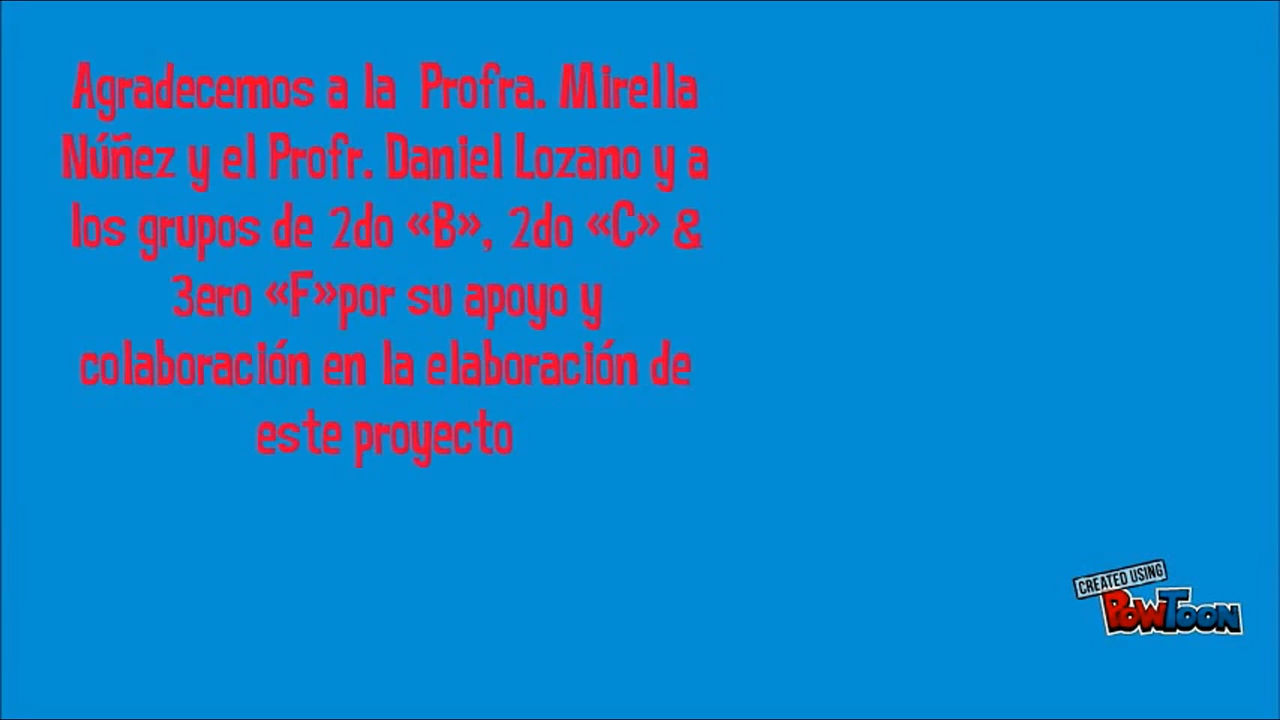 Agradecemos a la Profra. Mirella
Núñez y el Profr. Daniel Lozano y a
los grupos de 2do «B», 2do «C» &
3ero «F»por su apoyo y
colaboración en la elaboración de
este proyecto
CREATED USING
POWTOON